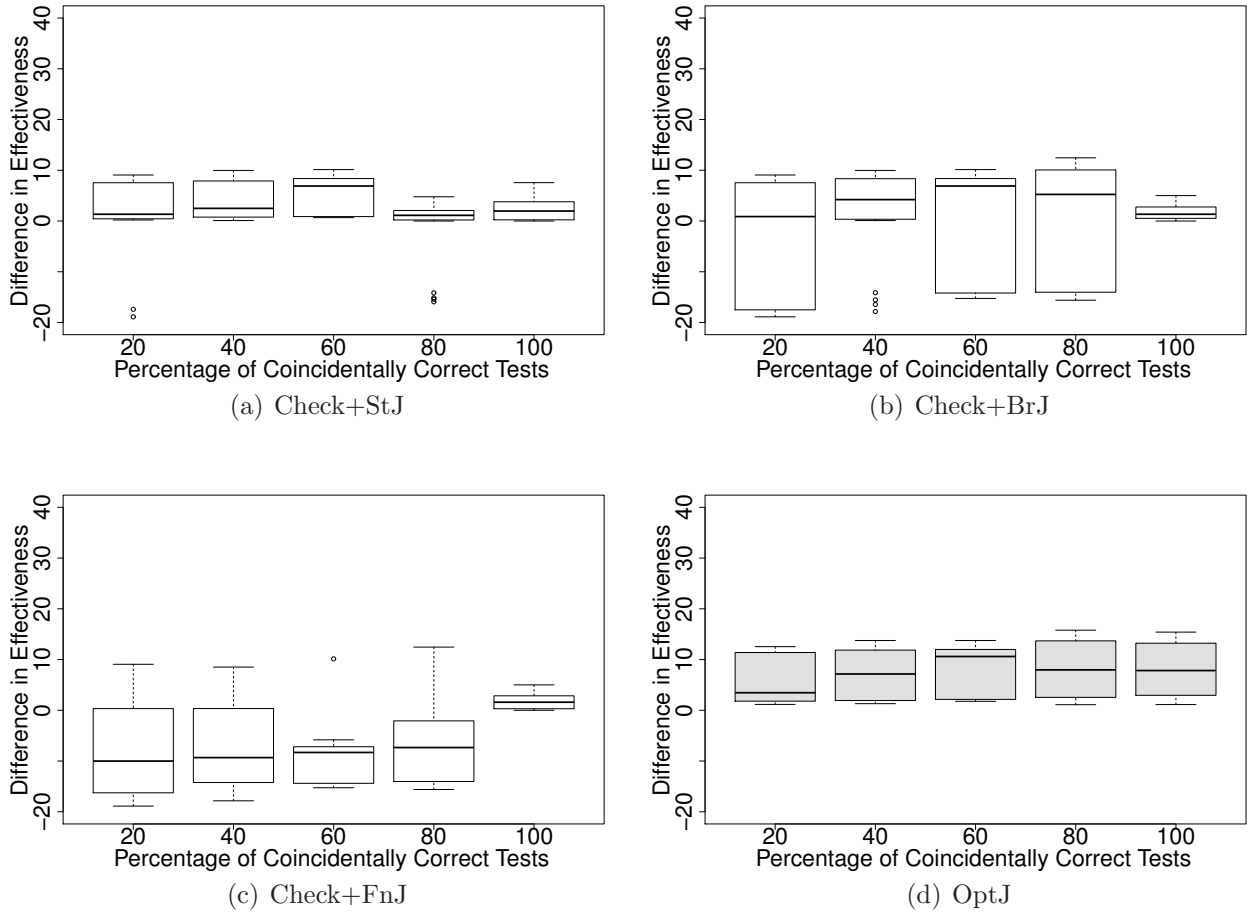 Difference in Effectiveness
40
30
20
10
0
−20
20 40 60 80 100
Percentage of Coincidentally Correct Tests
(a) Check+StJ
Difference in Effectiveness
40
30
20
10
0
−20
20 40 60 80 100
Percentage of Coincidentally Correct Tests
(b) Check+BrJ
Difference in Effectiveness
40
30
20
10
0
−20
20 40 60 80 100
Percentage of Coincidentally Correct Tests
(c) Check+FnJ
Difference in Effectiveness
40
30
20
10
0
−20
20 40 60 80 100
Percentage of Coincidentally Correct Tests
(d) OptJ